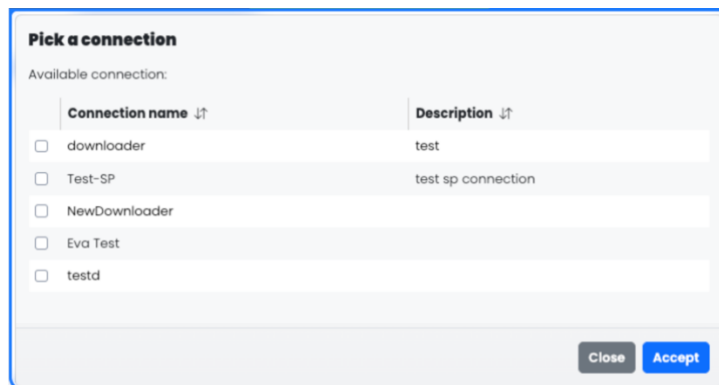 Pick a connection
Available connection:
Connection name Description
downloader test
Test-SP test sp connection
NewDownloader
Eva Test
testd
Close Accept